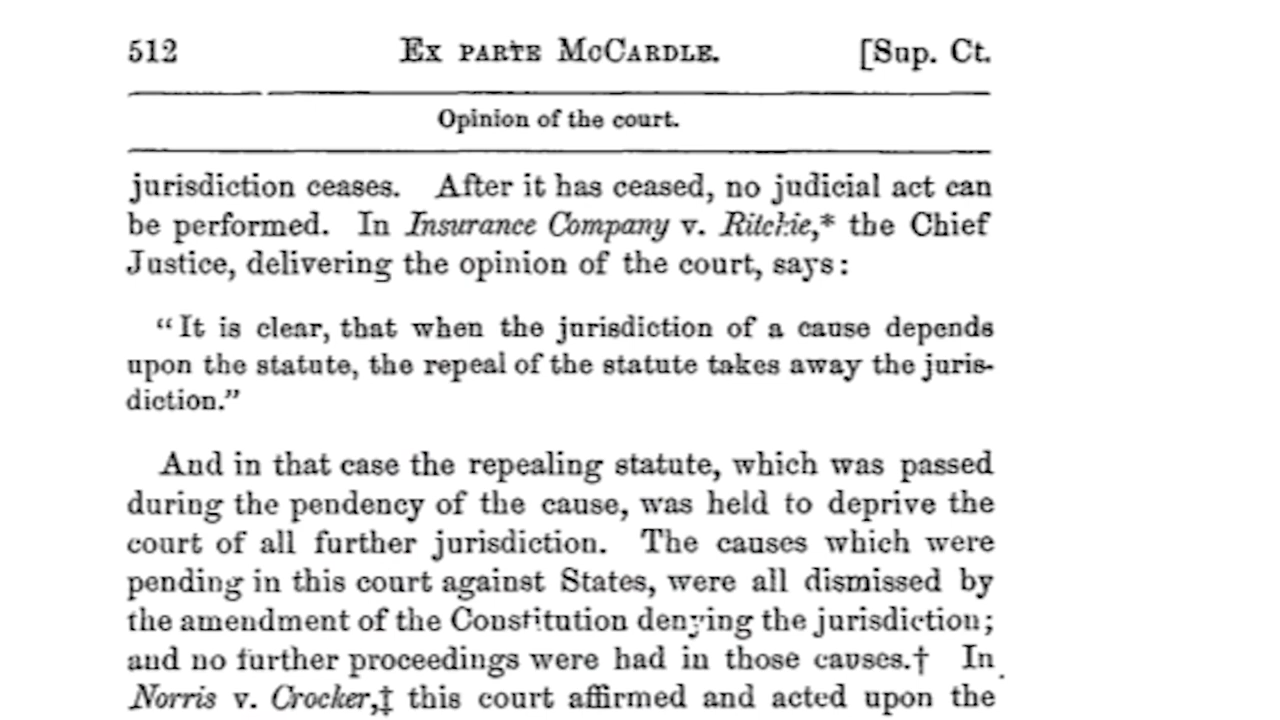 512 EX PARTE MCCARDLE. [Sup. Ct.
Opinion of the court.
jurisdiction ceases. After it has ceased, no judicial act can
be performed. In Insurance Company v. Ritchie,* the Chief
Justice, delivering the opinion of the court, says:
“It is clear, that when the jurisdiction of a cause depends
upon the statute, the repeal of the statute takes away the juris-
diction.”
And in that case the repealing statute, which was passed
during the pendency of the cause, was held to deprive the
court of all further jurisdiction. The causes which were
pending in this court against States, were all dismissed by
the amendment of the Constitution denying the jurisdiction;
and no further proceedings were had in those causes.† In
Norris v. Crocker,‡ this court affirmed and acted upon the